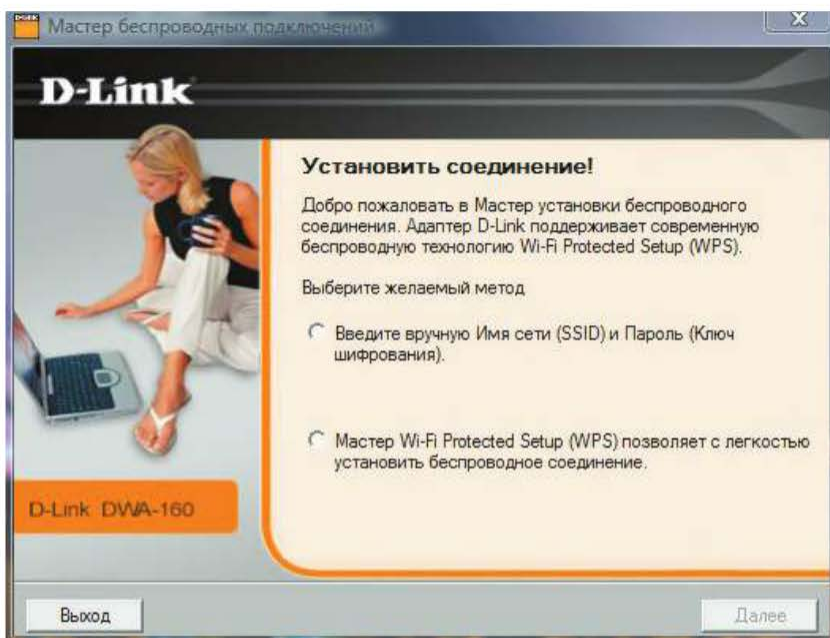 Мастер беспроводных подключений
D-Link
Установить соединение!
Добро пожаловать в Мастер установки беспроводного
соединения. Адаптер D-Link поддерживает современную
беспроводную технологию Wi-Fi Protected Setup (WPS).
Выберите желаемый метод
Введите вручную Имя сети (SSID) и Пароль (Ключ
шифрования).
Мастер Wi-Fi Protected Setup (WPS) позволяет с легкостью
установить беспроводное соединение.
D-Link DWA-160
Выход
Далее